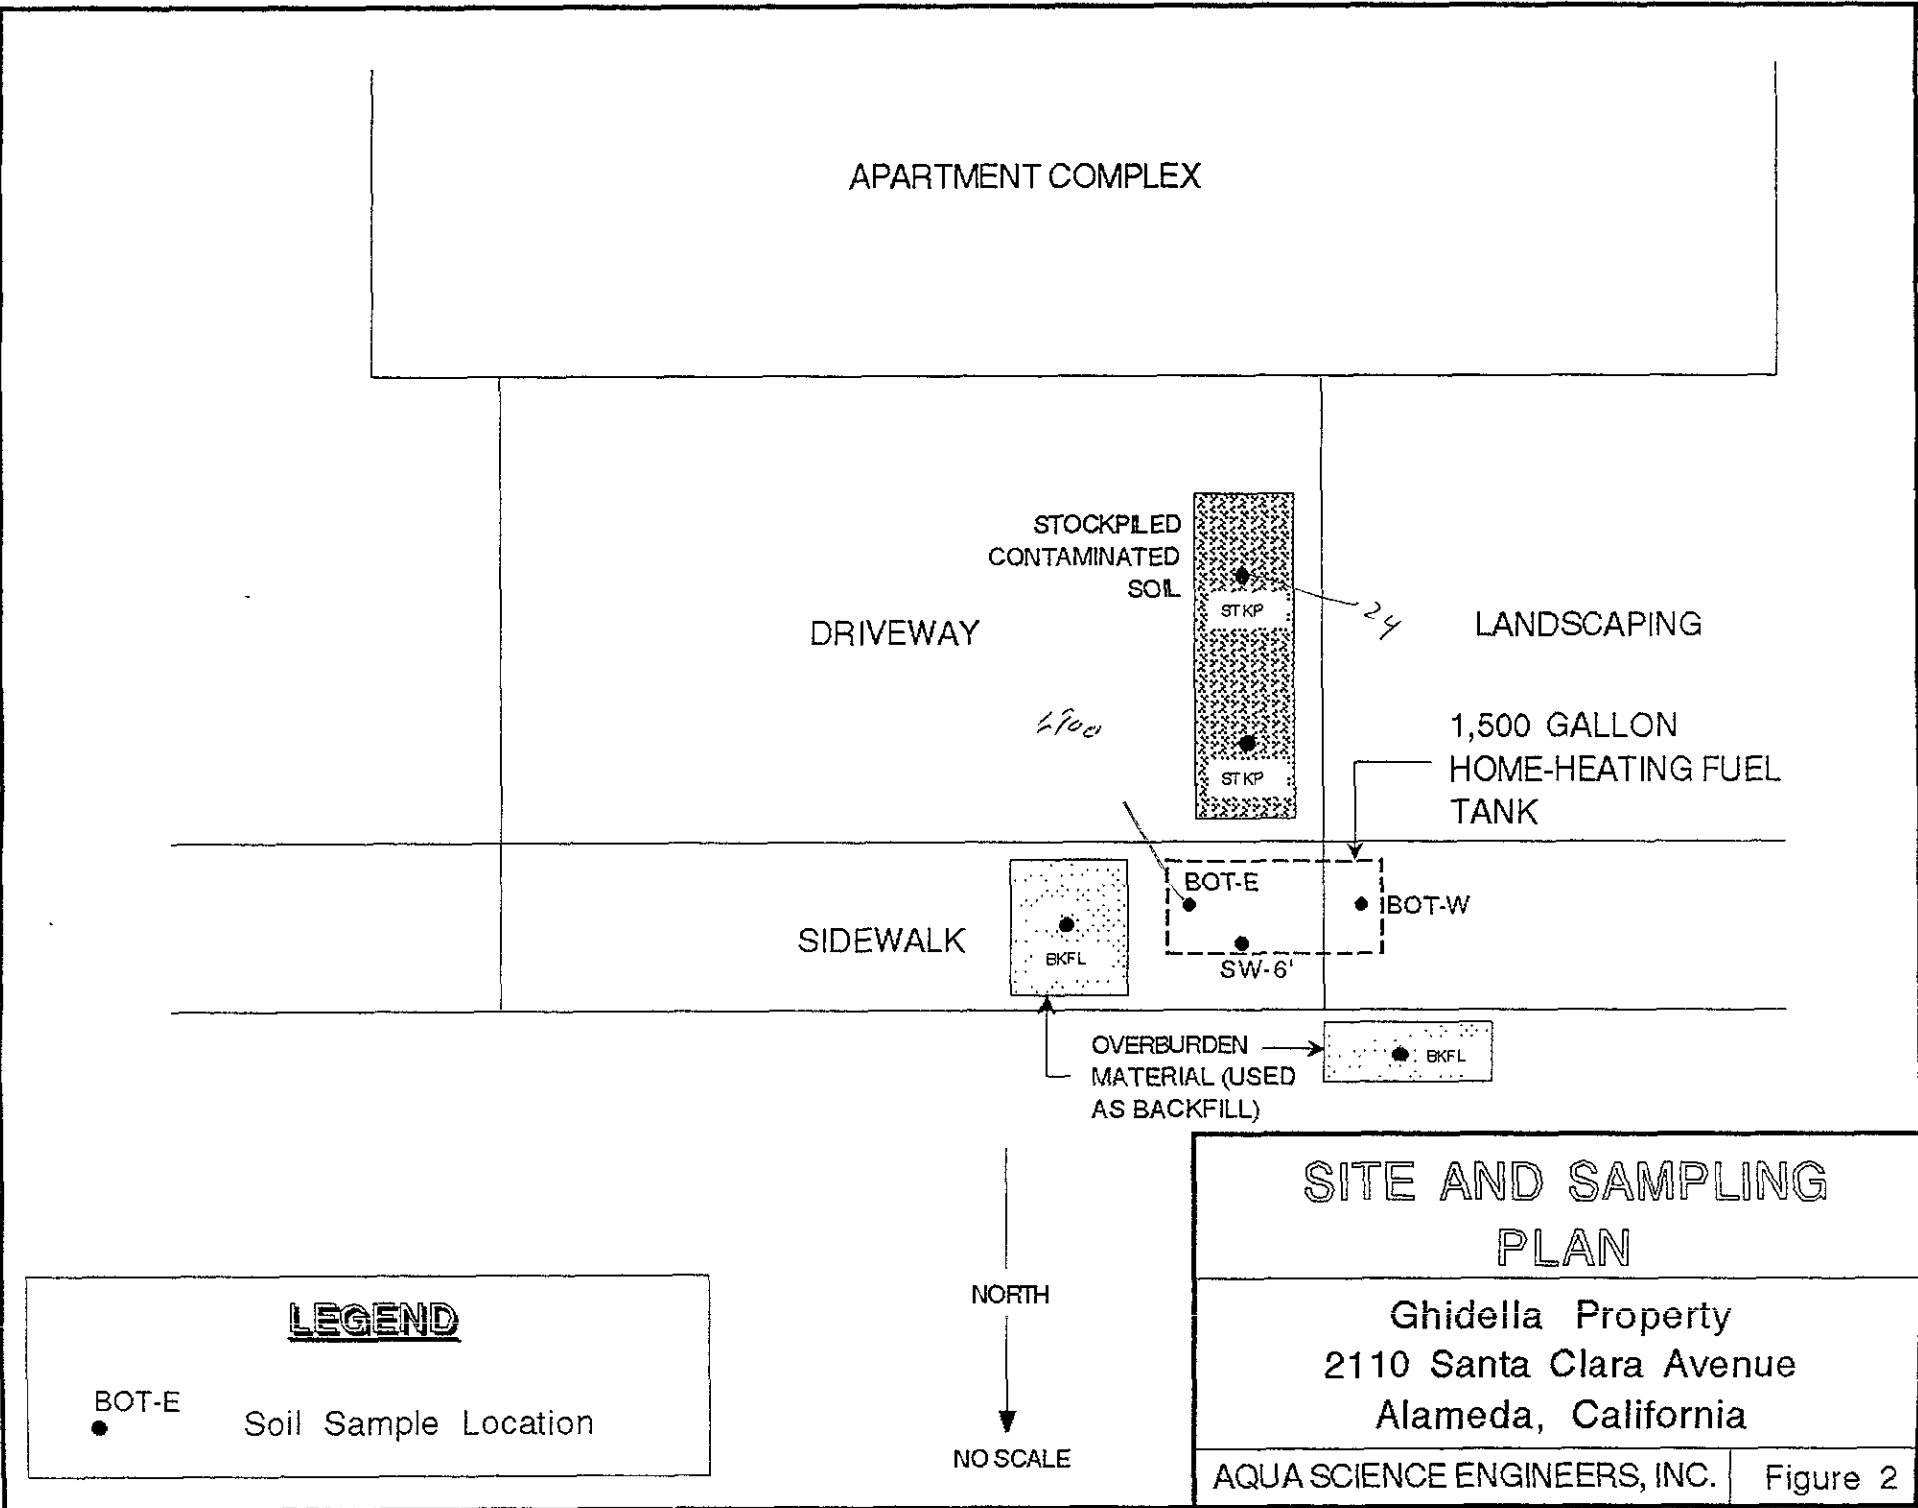 APARTMENT COMPLEX
STOCKPILED
CONTAMINATED
SOIL
STKP
24
DRIVEWAY
LANDSCAPING
STKP
1,500 GALLON
HOME-HEATING FUEL
TANK
BOT-E
BOT-W
SIDEWALK
BKFL
SW-6'
OVERBURDEN
MATERIAL (USED
AS BACKFILL)
BKFL
NORTH
NO SCALE
LEGEND
BOT-E
Soil Sample Location
SITE AND SAMPLING
PLAN
Ghidella Property
2110 Santa Clara Avenue
Alameda, California
AQUA SCIENCE ENGINEERS, INC.
Figure 2